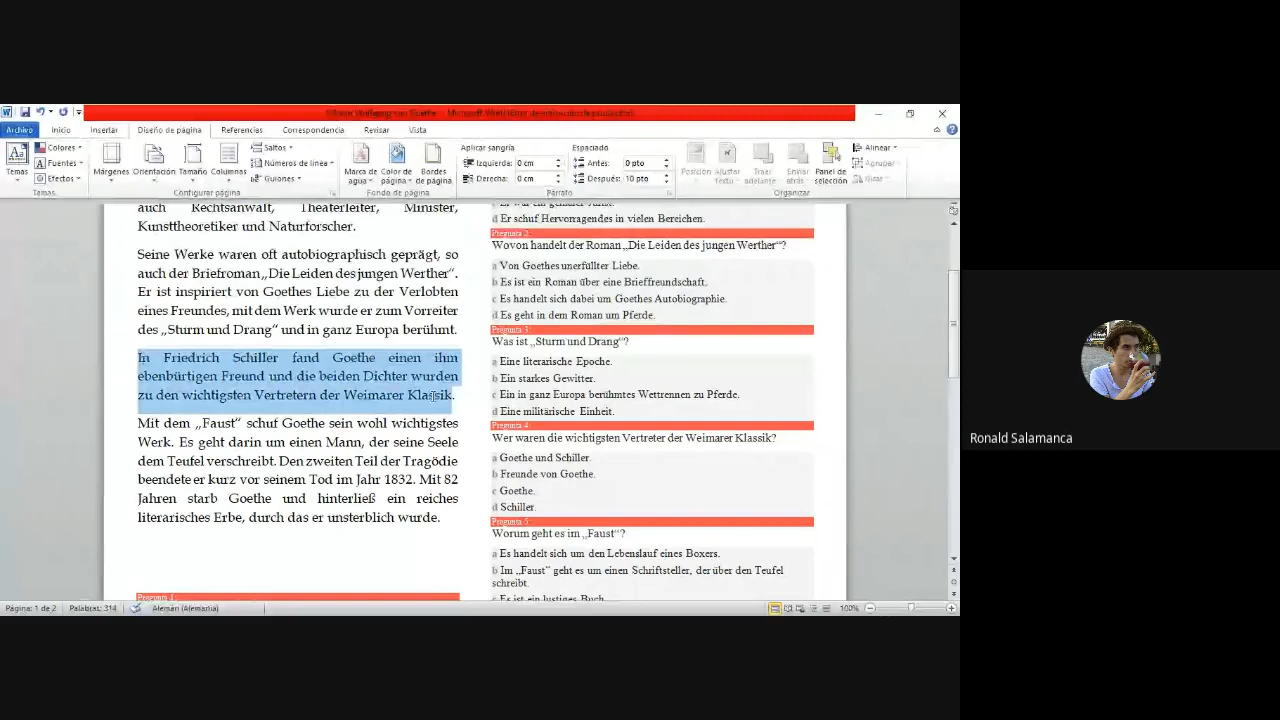 Archivo Inicio Insertar Diseño de página Referencias Correspondencia Revisar Vista
Temas
Colores
Fuentes
Efectos
Temas
Márgenes
Orientación
Tamaño
Columnas
Saltos
Números de línea
Guiones
Configurar página
Marca de agua
Color de página
Bordes de página
Fondo de página
Aplicar sangría
Izquierda: 0 cm
Derecha: 0 cm
Espaciado
Antes: 0 pto
Después: 10 pto
Párrafo
Posición
Ajustar texto
Traer adelante
Enviar atrás
Panel de selección
Alinear
Agrupar
Girar
Organizar
auch Rechtsanwalt, Theaterleiter, Minister,
Kunsttheoretiker und Naturforscher.
Seine Werke waren oft autobiographisch geprägt, so
auch der Briefroman „Die Leiden des jungen Werther“.
Er ist inspiriert von Goethes Liebe zu der Verlobten
eines Freundes, mit dem Werk wurde er zum Vorreiter
des „Sturm und Drang“ und in ganz Europa berühmt.
In Friedrich Schiller fand Goethe einen ihm
ebenbürtigen Freund und die beiden Dichter wurden
zu den wichtigsten Vertretern der Weimarer Klassik.
Mit dem „Faust“ schuf Goethe sein wohl wichtigstes
Werk. Es geht darin um einen Mann, der seine Seele
dem Teufel verschreibt. Den zweiten Teil der Tragödie
beendete er kurz vor seinem Tod im Jahr 1832. Mit 82
Jahren starb Goethe und hinterließ ein reiches
literarisches Erbe, durch das er unsterblich wurde.
Pregunta 1:
d Er schuf Hervorragendes in vielen Bereichen.
Pregunta 2:
Wovon handelt der Roman „Die Leiden des jungen Werther“?
a Von Goethes unerfüllter Liebe.
b Es ist ein Roman über eine Brieffreundschaft.
c Es handelt sich dabei um Goethes Autobiographie.
d Es geht in dem Roman um Pferde.
Pregunta 3:
Was ist „Sturm und Drang“?
a Eine literarische Epoche.
b Ein starkes Gewitter.
c Ein in ganz Europa berühmtes Wettrennen zu Pferde.
d Eine militärische Einheit.
Pregunta 4:
Wer waren die wichtigsten Vertreter der Weimarer Klassik?
a Goethe und Schiller.
b Freunde von Goethe.
c Goethe.
d Schiller.
Pregunta 5:
Worum geht es im „Faust“?
a Es handelt sich um den Lebenslauf eines Boxers.
b Im „Faust“ geht es um einen Schriftsteller, der über den Teufel
schreibt.
c Es ist ein lustiges Buch
Página: 1 de 2 Palabras: 314 Alemán (Alemania) 100%
Ronald Salamanca